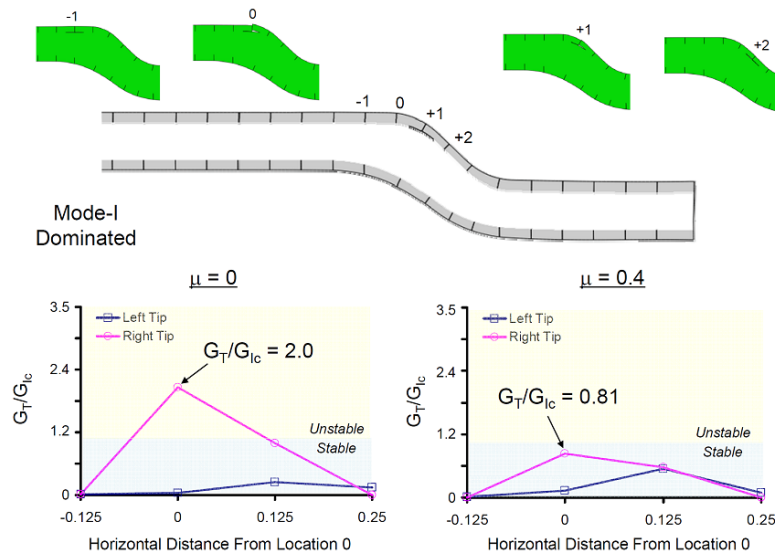 -1
0
+1
+2
-1
0
+1
+2
Mode-I
Dominated
μ = 0
3.5
2.4
1.2
0
G_T/G_Ic
Left Tip
Right Tip
G_T/G_Ic = 2.0
Unstable
Stable
-0.125
0
0.125
0.25
Horizontal Distance From Location 0
μ = 0.4
3.5
2.4
1.2
0
G_T/G_Ic
Left Tip
Right Tip
G_T/G_Ic = 0.81
Unstable
Stable
-0.125
0
0.125
0.25
Horizontal Distance From Location 0